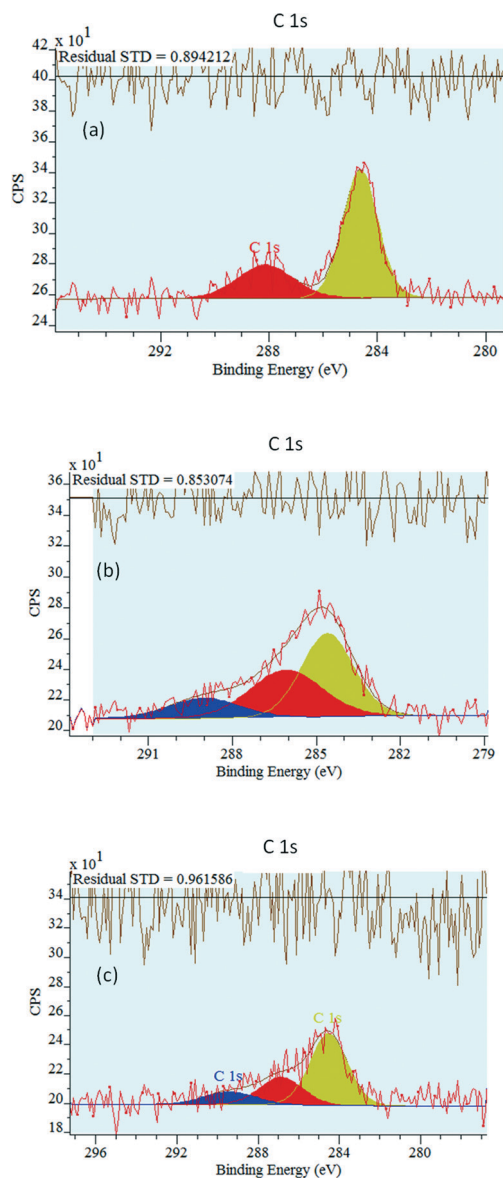 C 1s
x 10¹
Residual STD = 0.894212
42
40
38
(a)
36
34
32
30
28
26
24
CPS
C 1s
292
288
284
280
Binding Energy (eV)
C 1s
x 10¹
Residual STD = 0.853074
36
34
32
30
28
26
24
22
20
(b)
CPS
291
288
285
282
279
Binding Energy (eV)
C 1s
x 10¹
Residual STD = 0.961586
34
32
30
28
26
24
22
20
18
(c)
CPS
C 1s
C 1s
296
292
288
284
280
Binding Energy (eV)